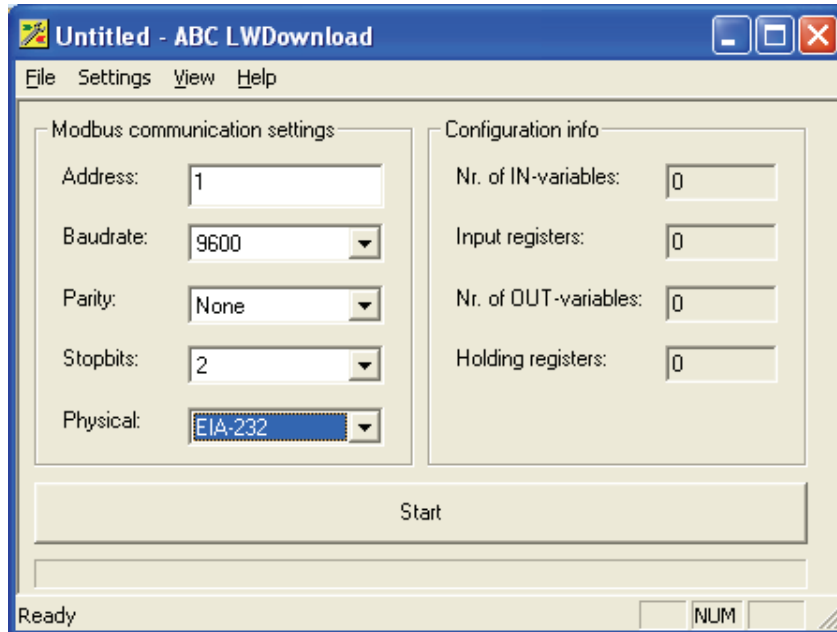 Untitled - ABC LWDownload
File Settings View Help
Modbus communication settings
Address: 1
Baudrate: 9600
Parity: None
Stopbits: 2
Physical: EIA-232
Configuration info
Nr. of IN-variables: 0
Input registers: 0
Nr. of OUT-variables: 0
Holding registers: 0
Start
Ready NUM